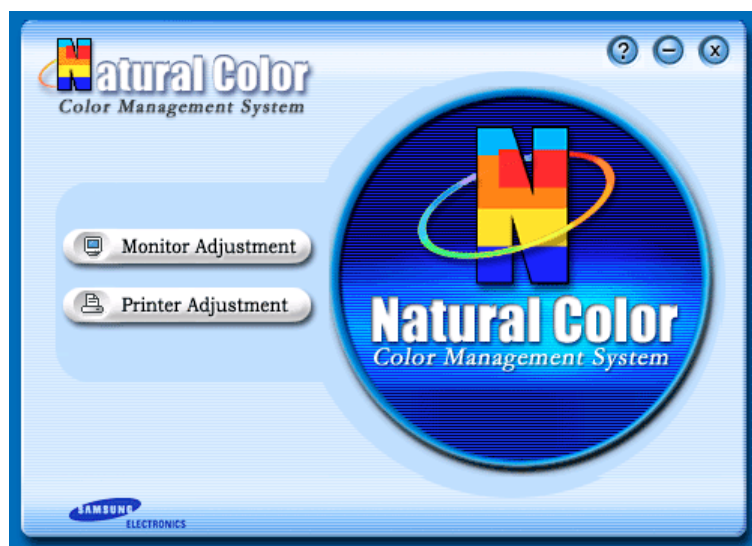 Natural Color
Color Management System
? – x
Monitor Adjustment
Printer Adjustment
N
Natural Color
Color Management System
SAMSUNG
ELECTRONICS